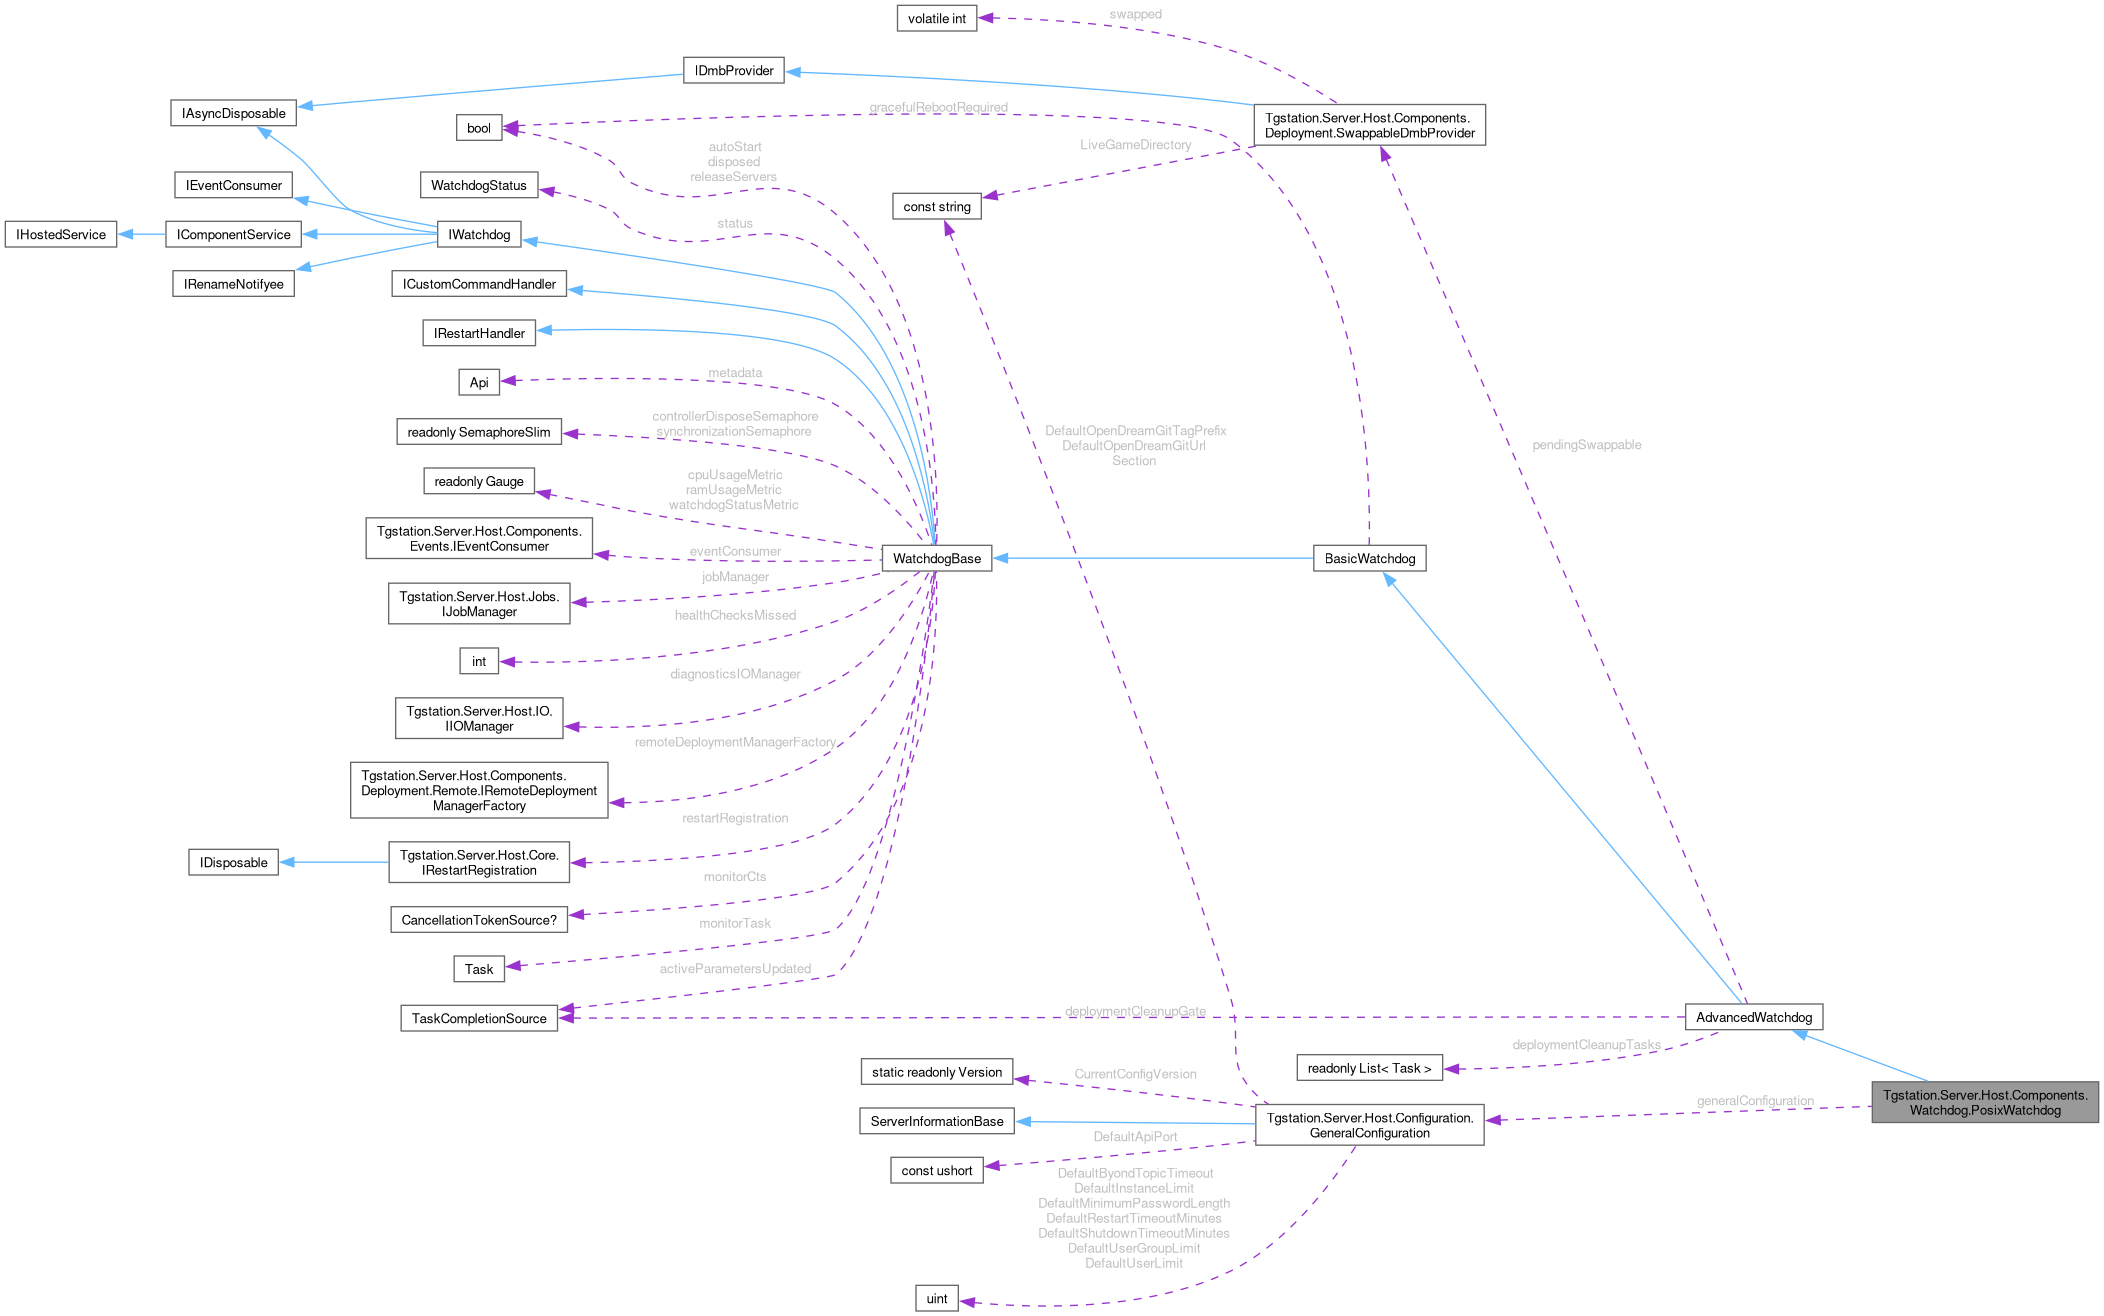 volatile int
swapped
IDmbProvider
IAsyncDisposable
bool
gracefulRebootRequired
Tgstation.Server.Host.Components.
Deployment.SwappableDmbProvider
autoStart
disposed
releaseServers
LiveGameDirectory
IEventConsumer
WatchdogStatus
const string
status
IHostedService
IComponentService
IWatchdog
IRenameNotifyee
ICustomCommandHandler
IRestartHandler
Api
metadata
readonly SemaphoreSlim
controllerDisposeSemaphore
synchronizationSemaphore
DefaultOpenDreamGitTagPrefix
DefaultOpenDreamGitUrl
Section
pendingSwappable
readonly Gauge
cpuUsageMetric
ramUsageMetric
watchdogStatusMetric
Tgstation.Server.Host.Components.
Events.IEventConsumer
eventConsumer
WatchdogBase
BasicWatchdog
Tgstation.Server.Host.Jobs.
IJobManager
jobManager
healthChecksMissed
int
diagnosticsIOManager
Tgstation.Server.Host.IO.
IIOManager
remoteDeploymentManagerFactory
Tgstation.Server.Host.Components.
Deployment.Remote.IRemoteDeployment
ManagerFactory
restartRegistration
IDisposable
Tgstation.Server.Host.Core.
IRestartRegistration
monitorCts
CancellationTokenSource?
monitorTask
Task
activeParametersUpdated
TaskCompletionSource
deploymentCleanupGate
AdvancedWatchdog
deploymentCleanupTasks
readonly List< Task >
static readonly Version
CurrentConfigVersion
generalConfiguration
Tgstation.Server.Host.Components.
Watchdog.PosixWatchdog
ServerInformationBase
Tgstation.Server.Host.Configuration.
GeneralConfiguration
DefaultApiPort
const ushort
DefaultByondTopicTimeout
DefaultInstanceLimit
DefaultMinimumPasswordLength
DefaultRestartTimeoutMinutes
DefaultShutdownTimeoutMinutes
DefaultUserGroupLimit
DefaultUserLimit
uint